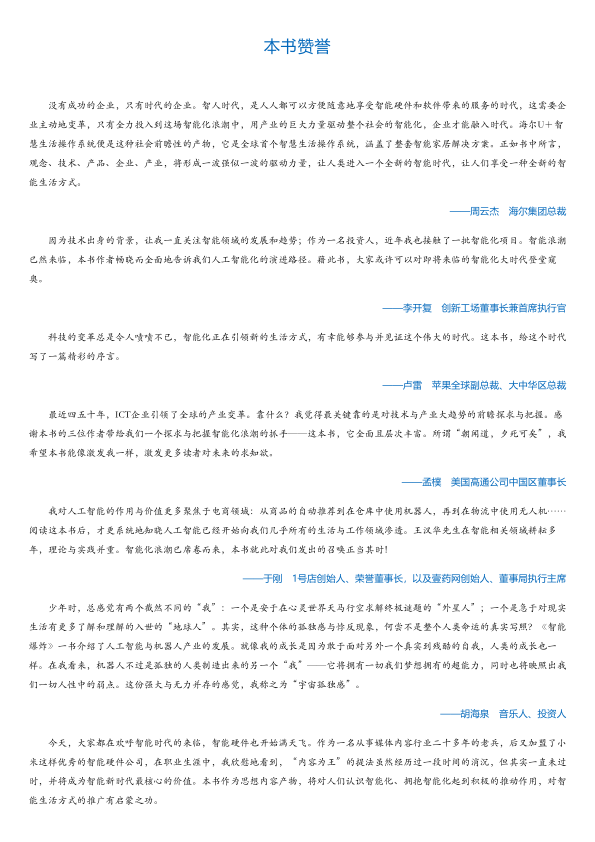 本书赞誉
没有成功的企业，只有时代的企业。智人时代，是人人都可以方便随意地享受智能硬件和软件带来的服务的时代，这需要企
业主动地变革，只有全力投入到这场智能化浪潮中，用产业的巨大力量驱动整个社会的智能化，企业才能融入时代。海尔U＋智
慧生活操作系统便是这种社会前瞻性的产物，它是全球首个智慧生活操作系统，涵盖了整套智能家居解决方案。正如书中所言，
观念、技术、产品、企业、产业，将形成一波强似一波的驱动力量，让人类进入一个全新的智能时代，让人们享受一种全新的智
能生活方式。
——周云杰　海尔集团总裁
因为技术出身的背景，让我一直关注智能领域的发展和趋势；作为一名投资人，近年我也接触了一批智能化项目。智能浪潮
已然来临，本书作者畅晓而全面地告诉我们人工智能化的演进路径。藉此书，大家或许可以对即将来临的智能化大时代登堂窥
奥。
——李开复　创新工场董事长兼首席执行官
科技的变革总是令人啧啧不已，智能化正在引领新的生活方式，有幸能够参与并见证这个伟大的时代。这本书，给这个时代
写了一篇精彩的序言。
——卢雷　苹果全球副总裁、大中华区总裁
最近四五十年，ICT企业引领了全球的产业变革。靠什么？我觉得最关键靠的是对技术与产业大趋势的前瞻探求与把握。感
谢本书的三位作者带给我们一个探求与把握智能化浪潮的抓手——这本书，它全面且层次丰富。所谓“朝闻道，夕死可矣”，我
希望本书能像激发我一样，激发更多读者对未来的求知欲。
——孟樸　美国高通公司中国区董事长
我对人工智能的作用与价值更多聚焦于电商领域：从商品的自动推荐到在仓库中使用机器人，再到在物流中使用无人机……
阅读这本书后，才更系统地知晓人工智能已经开始向我们几乎所有的生活与工作领域渗透。王汉华先生在智能相关领域耕耘多
年，理论与实践并重。智能化浪潮已席卷而来，本书就此对我们发出的召唤正当其时！
——于刚　1号店创始人、荣誉董事长，以及壹药网创始人、董事局执行主席
少年时，总感觉有两个截然不同的“我”：一个是安于在心灵世界天马行空求解终极谜题的“外星人”；一个是急于对现实
生活有更多了解和理解的入世的“地球人”。其实，这种个体的孤独感与惨反现象，何尝不是整个人类命运的真实写照？《智能
爆炸》一书介绍了人工智能与机器人产业的发展。就像我的成长是因为敢于面对另外一个真实到残酷的自我，人类的成长也一
样。在我看来，机器人不过是孤独的人类制造出来的另一个“我”——它将拥有一切我们梦想拥有的超能力，同时也将映照出我
们一切人性中的弱点。这份强大与无力并存的感觉，我称之为“宇宙孤独感”。
——胡海泉　音乐人、投资人
今天，大家都在欢呼智能时代的来临，智能硬件也开始满天飞。作为一名从事媒体内容行业二十多年的老兵，后又加盟了小
米这样优秀的智能硬件公司，在职业生涯中，我欣慰地看到，“内容为王”的提法虽然经历过一段时间的消沉，但其实一直未过
时，并将成为智能新时代最核心的价值。本书作为思想内容产物，将对人们认识智能化、拥抱智能化起到积极的推动作用，对智
能生活方式的推广有启蒙之功。